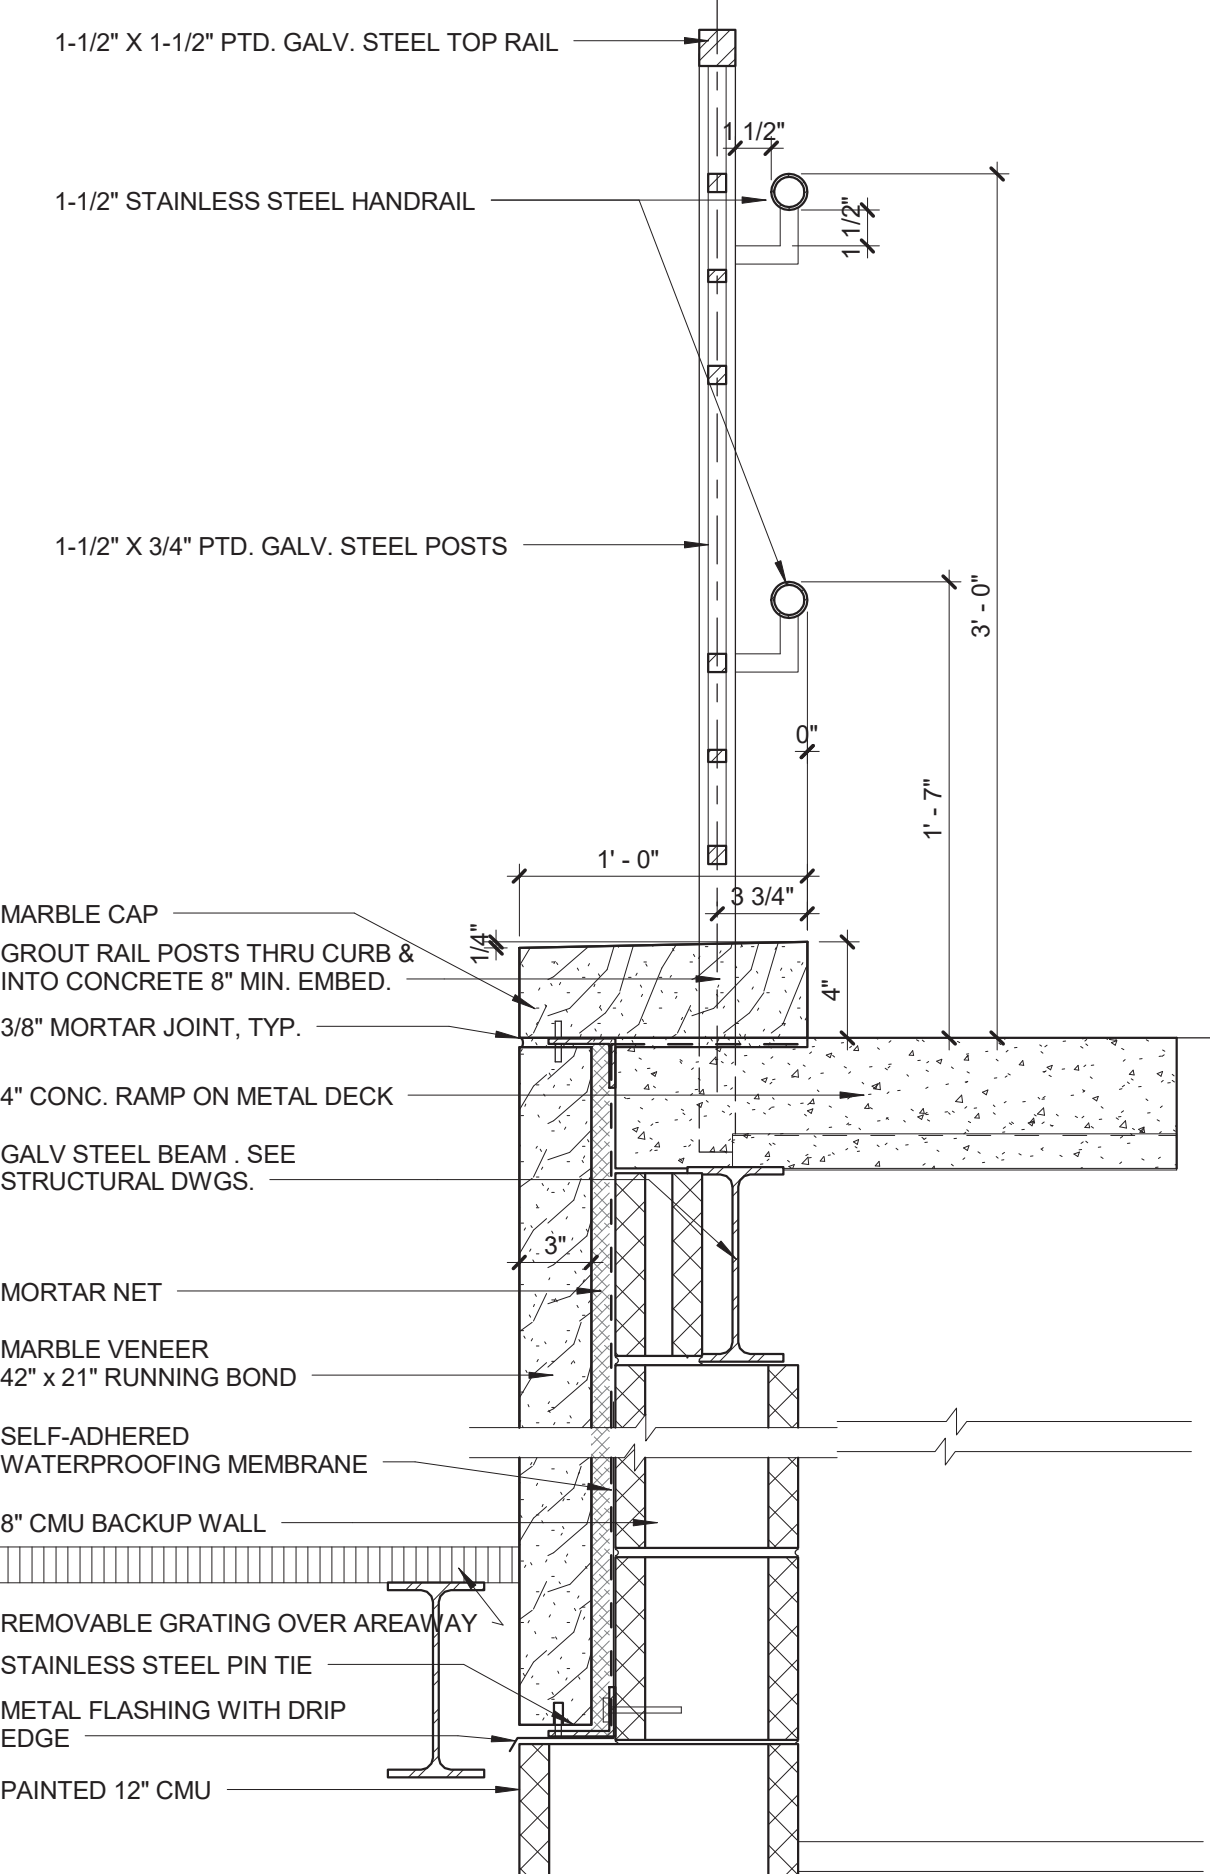 1-1/2" X 1-1/2" PTD. GALV. STEEL TOP RAIL
1 1/2"
1-1/2" STAINLESS STEEL HANDRAIL
1 1/2"
1-1/2" X 3/4" PTD. GALV. STEEL POSTS
3' - 0"
0"
1' - 7"
1' - 0"
3 3/4"
MARBLE CAP
1/4"
GROUT RAIL POSTS THRU CURB &
INTO CONCRETE 8" MIN. EMBED.
4"
3/8" MORTAR JOINT, TYP.
4" CONC. RAMP ON METAL DECK
GALV STEEL BEAM . SEE
STRUCTURAL DWGS.
3"
MORTAR NET
MARBLE VENEER
42" x 21" RUNNING BOND
SELF-ADHERED
WATERPROOFING MEMBRANE
8" CMU BACKUP WALL
REMOVABLE GRATING OVER AREAWAY
STAINLESS STEEL PIN TIE
METAL FLASHING WITH DRIP
EDGE
PAINTED 12" CMU